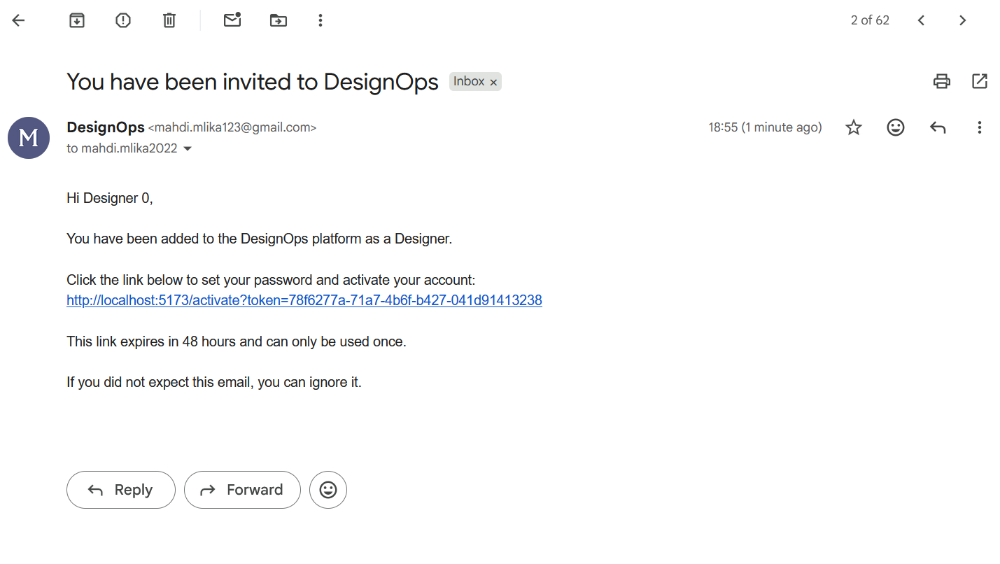 2 of 62
You have been invited to DesignOps Inbox ×
M
DesignOps <mahdi.mlika123@gmail.com> 18:55 (1 minute ago)
to mahdi.mlika2022
Hi Designer 0,
You have been added to the DesignOps platform as a Designer.
Click the link below to set your password and activate your account:
http://localhost:5173/activate?token=78f6277a-71a7-4b6f-b427-041d91413238
This link expires in 48 hours and can only be used once.
If you did not expect this email, you can ignore it.
Reply Forward